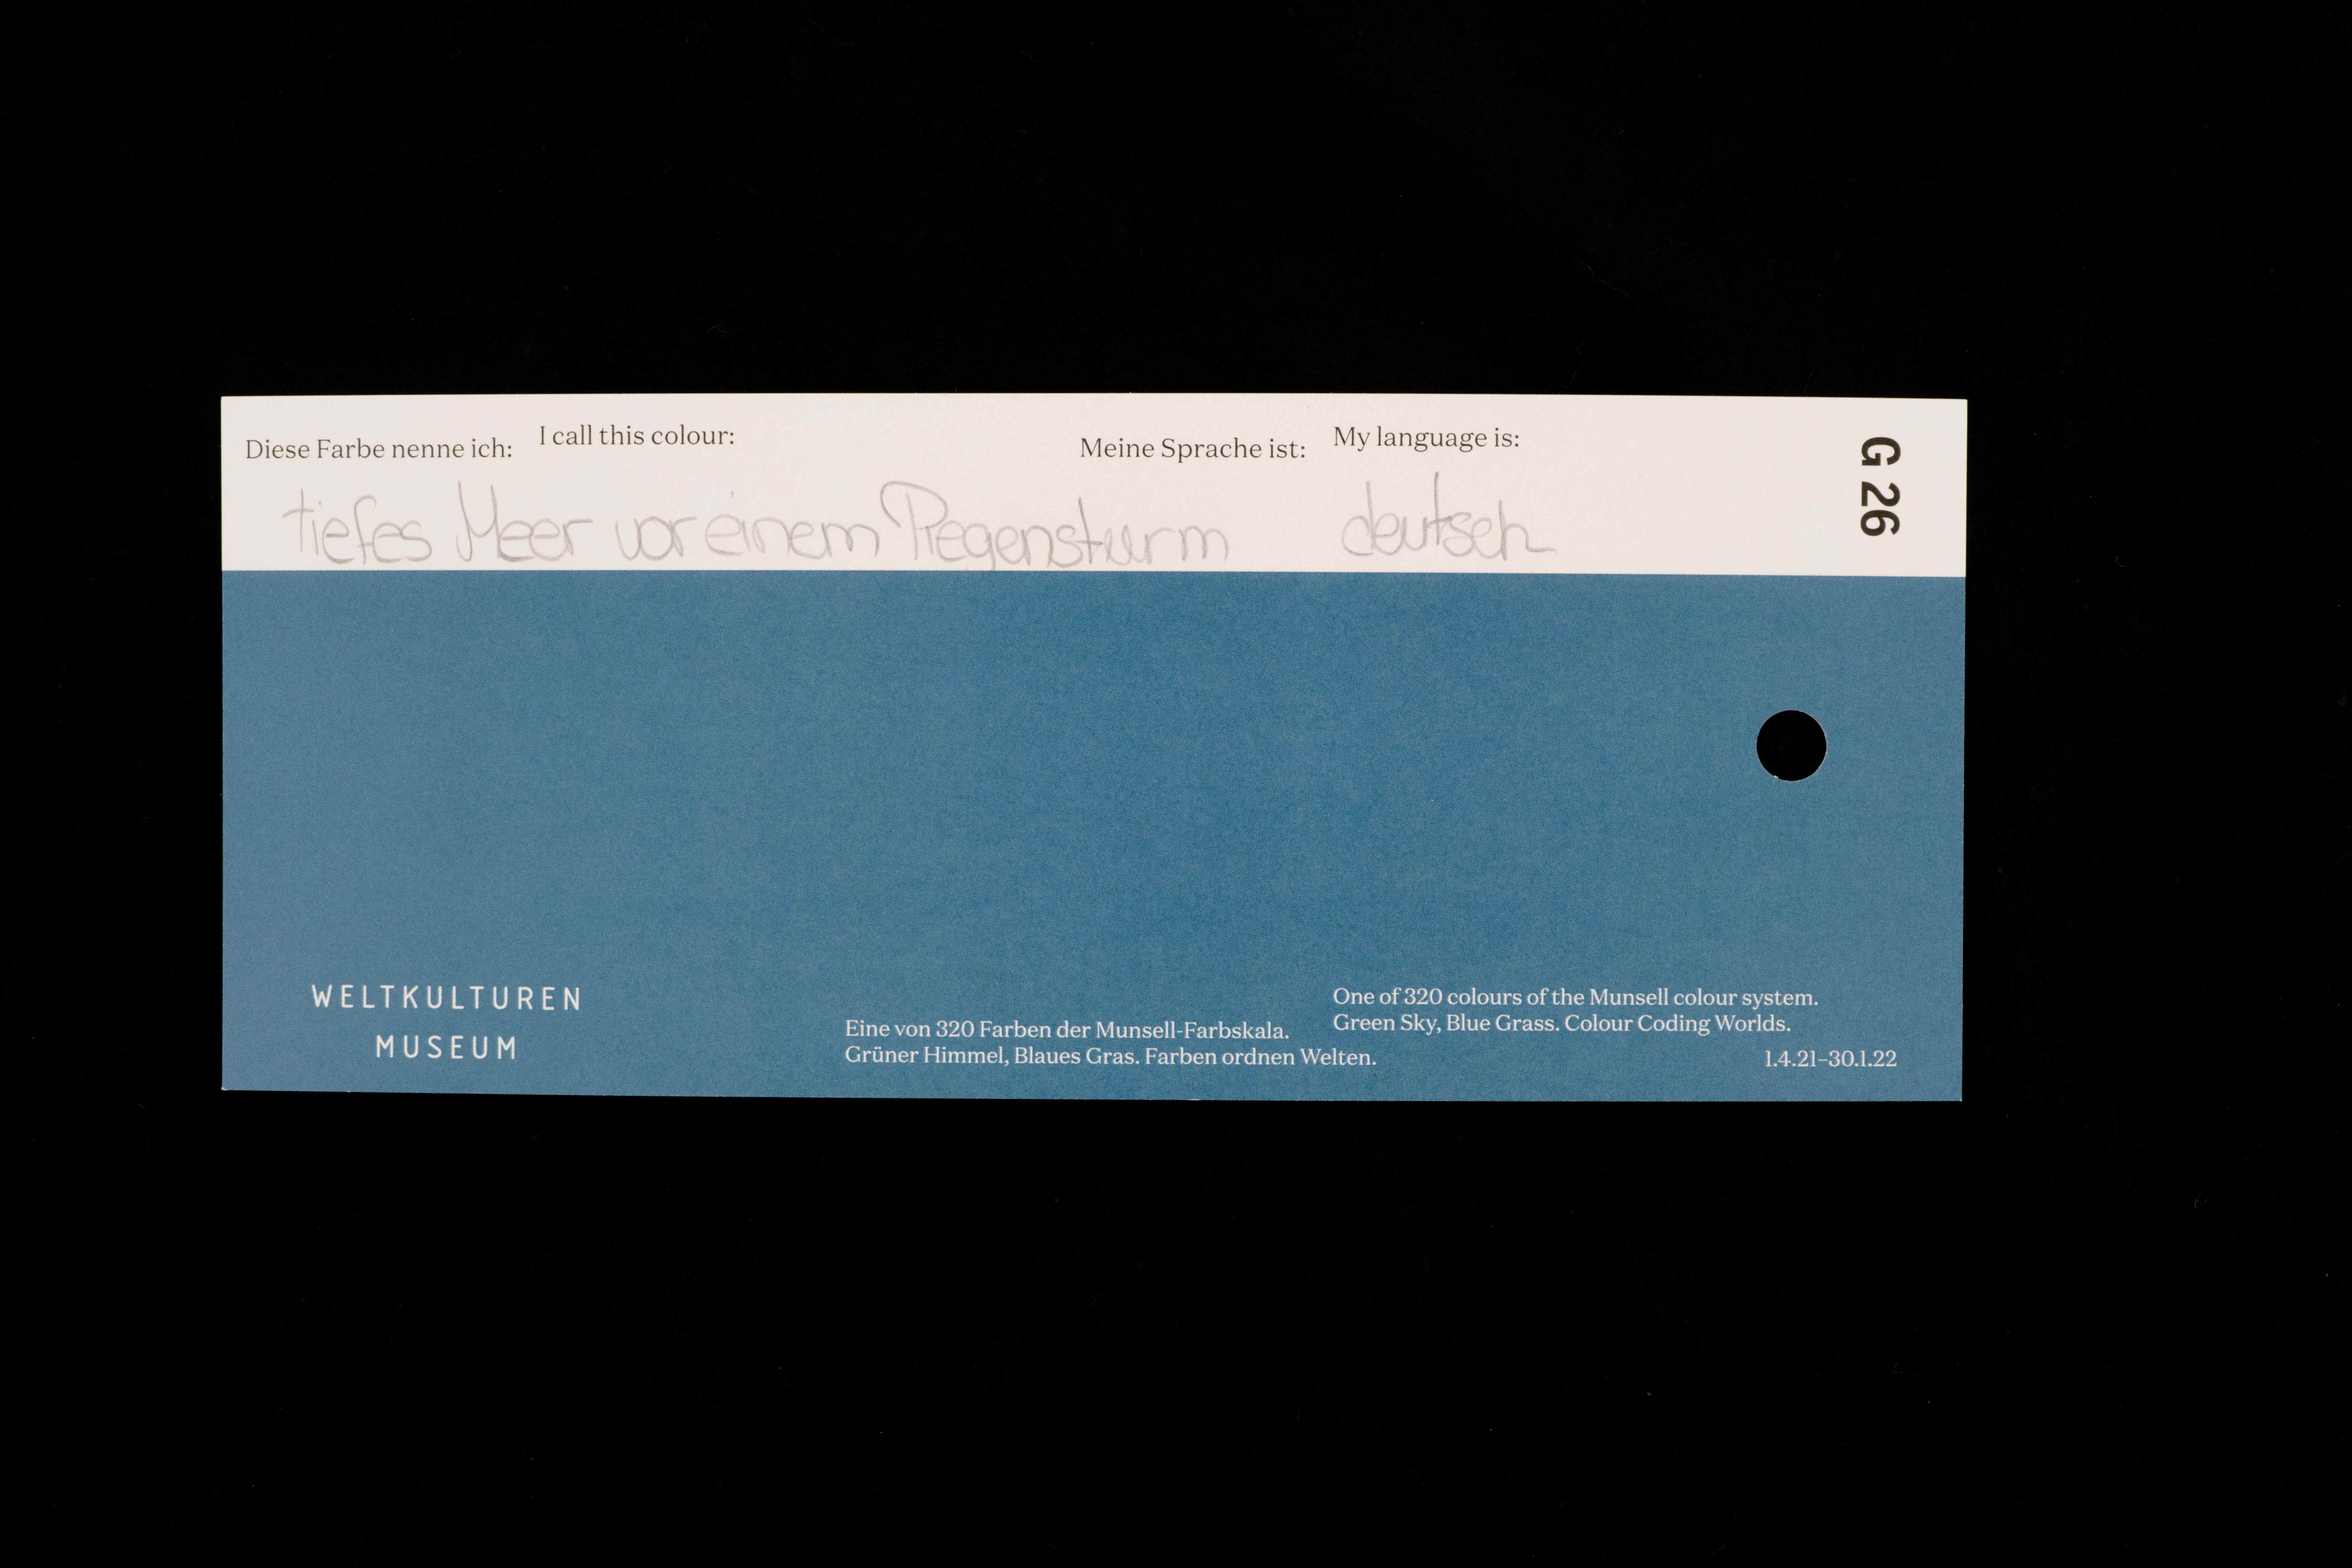 Diese Farbe nenne ich: I call this colour:
tiefes Meer vor einem Regensturm
Meine Sprache ist: My language is:
deutsch
G 26
WELTKULTUREN
MUSEUM
Eine von 320 Farben der Munsell-Farbskala.
Grüner Himmel, Blaues Gras. Farben ordnen Welten.
One of 320 colours of the Munsell colour system.
Green Sky, Blue Grass. Colour Coding Worlds.
1.4.21–30.1.22